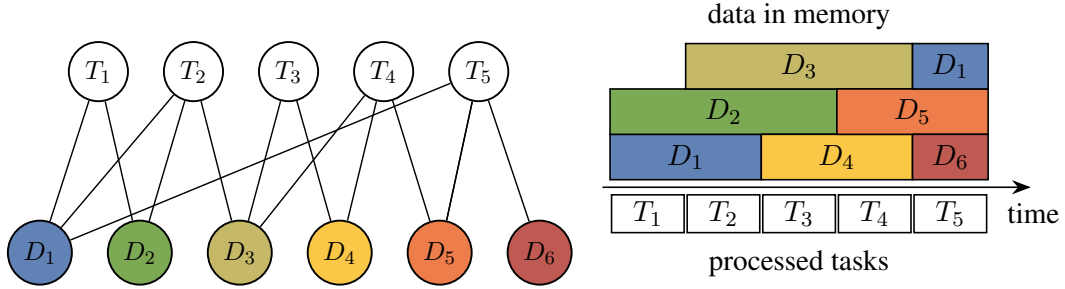 data in memory
T1 T2 T3 T4 T5
D3 D1
D2 D5
D1 D4 D6
T1 T2 T3 T4 T5
time
D1 D2 D3 D4 D5 D6
processed tasks